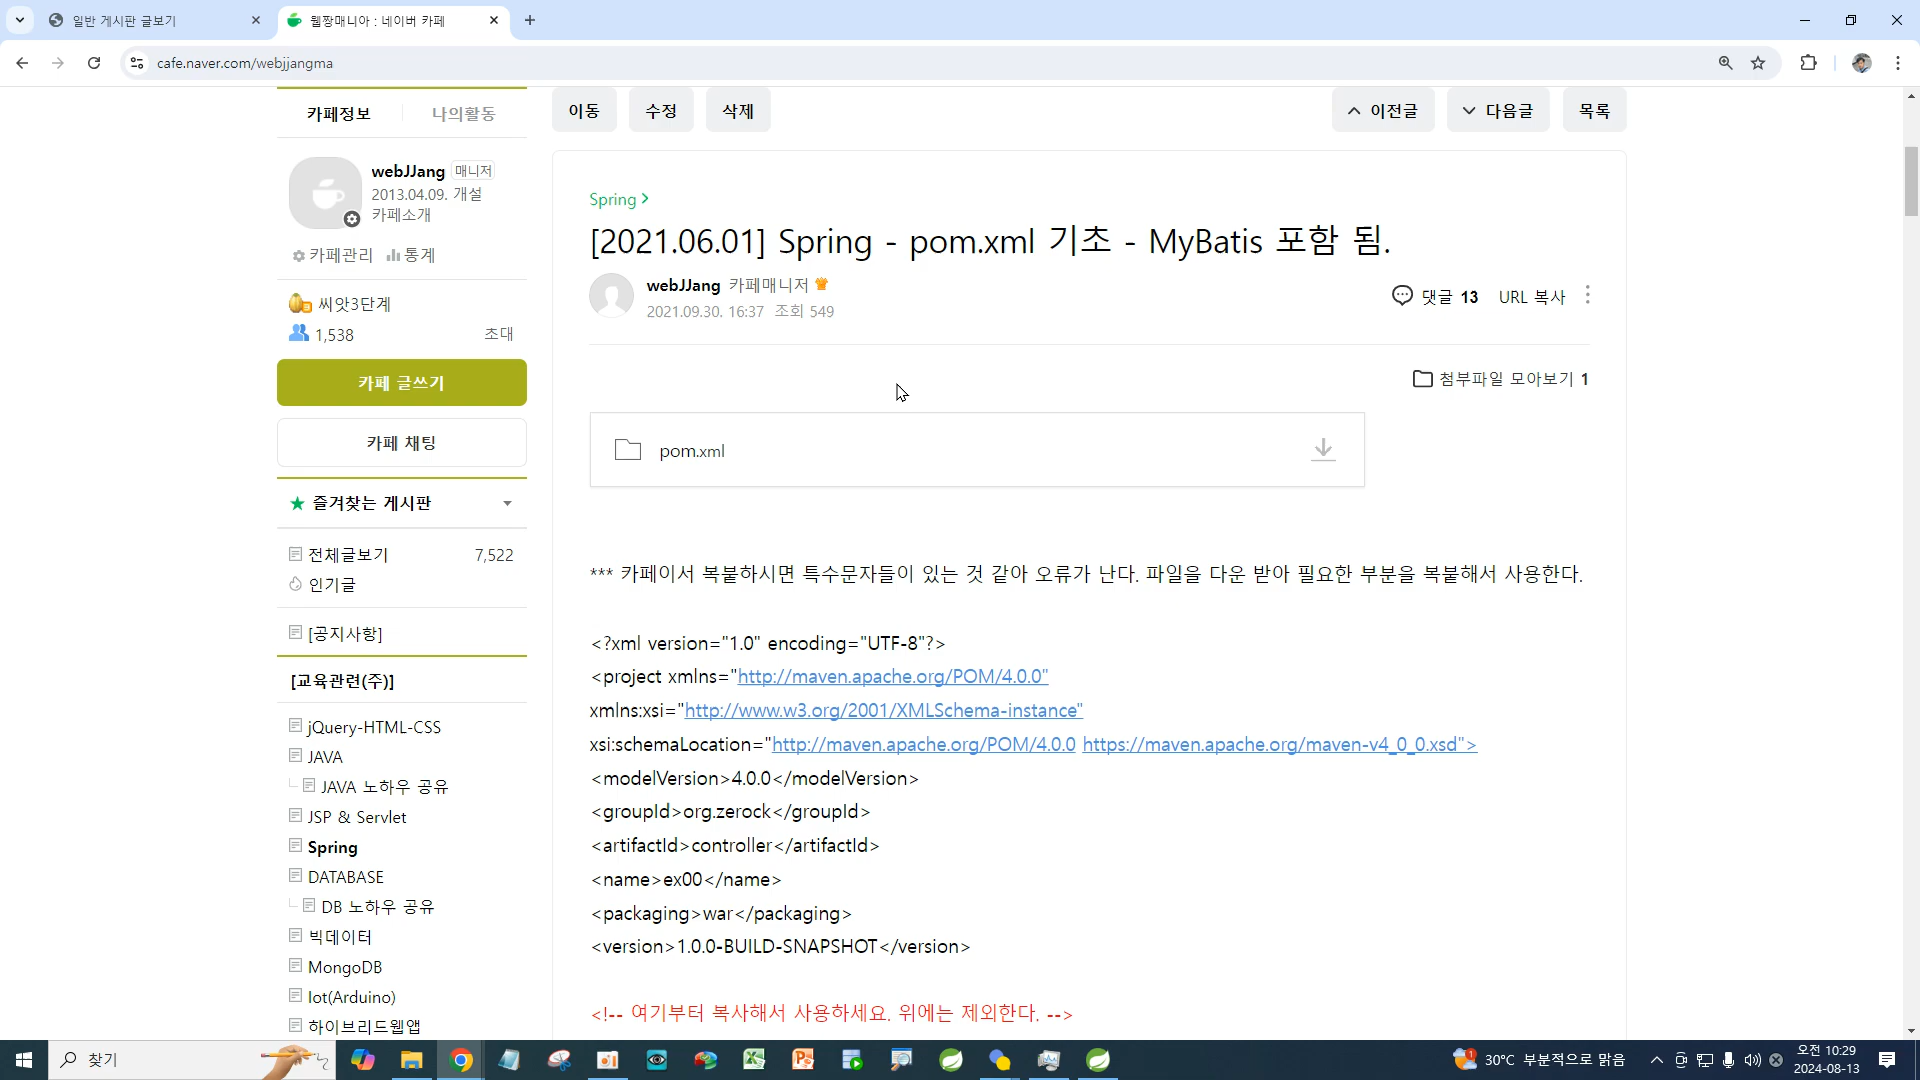 일반 게시판 글보기
웹짱매니아 : 네이버 카페
cafe.naver.com/webjjangma
카페정보
나의활동
webJJang 매니저
2013.04.09. 개설
카페소개
카페관리 통계
씨앗3단계
1,538
초대
카페 글쓰기
카페 채팅
즐겨찾는 게시판
전체글보기 7,522
인기글
[공지사항]
[교육관련(주)]
jQuery-HTML-CSS
JAVA
JAVA 노하우 공유
JSP & Servlet
Spring
DATABASE
DB 노하우 공유
빅데이터
MongoDB
Iot(Arduino)
하이브리드웹앱
이동 수정 삭제
이전글 다음글 목록
Spring >
[2021.06.01] Spring - pom.xml 기초 - MyBatis 포함 됨.
webJJang 카페매니저
2021.09.30. 16:37 조회 549
댓글 13 URL 복사
첨부파일 모아보기 1
pom.xml
*** 카페이서 복붙하시면 특수문자들이 있는 것 같아 오류가 난다. 파일을 다운 받아 필요한 부분을 복붙해서 사용한다.
<?xml version="1.0" encoding="UTF-8"?>
<project xmlns="http://maven.apache.org/POM/4.0.0"
xmlns:xsi="http://www.w3.org/2001/XMLSchema-instance"
xsi:schemaLocation="http://maven.apache.org/POM/4.0.0 https://maven.apache.org/maven-v4_0_0.xsd">
<modelVersion>4.0.0</modelVersion>
<groupId>org.zerock</groupId>
<artifactId>controller</artifactId>
<name>ex00</name>
<packaging>war</packaging>
<version>1.0.0-BUILD-SNAPSHOT</version>
<!-- 여기부터 복사해서 사용하세요. 위에는 제외한다. -->
찾기
30°C 부분적으로 맑음
오전 10:29
2024-08-13